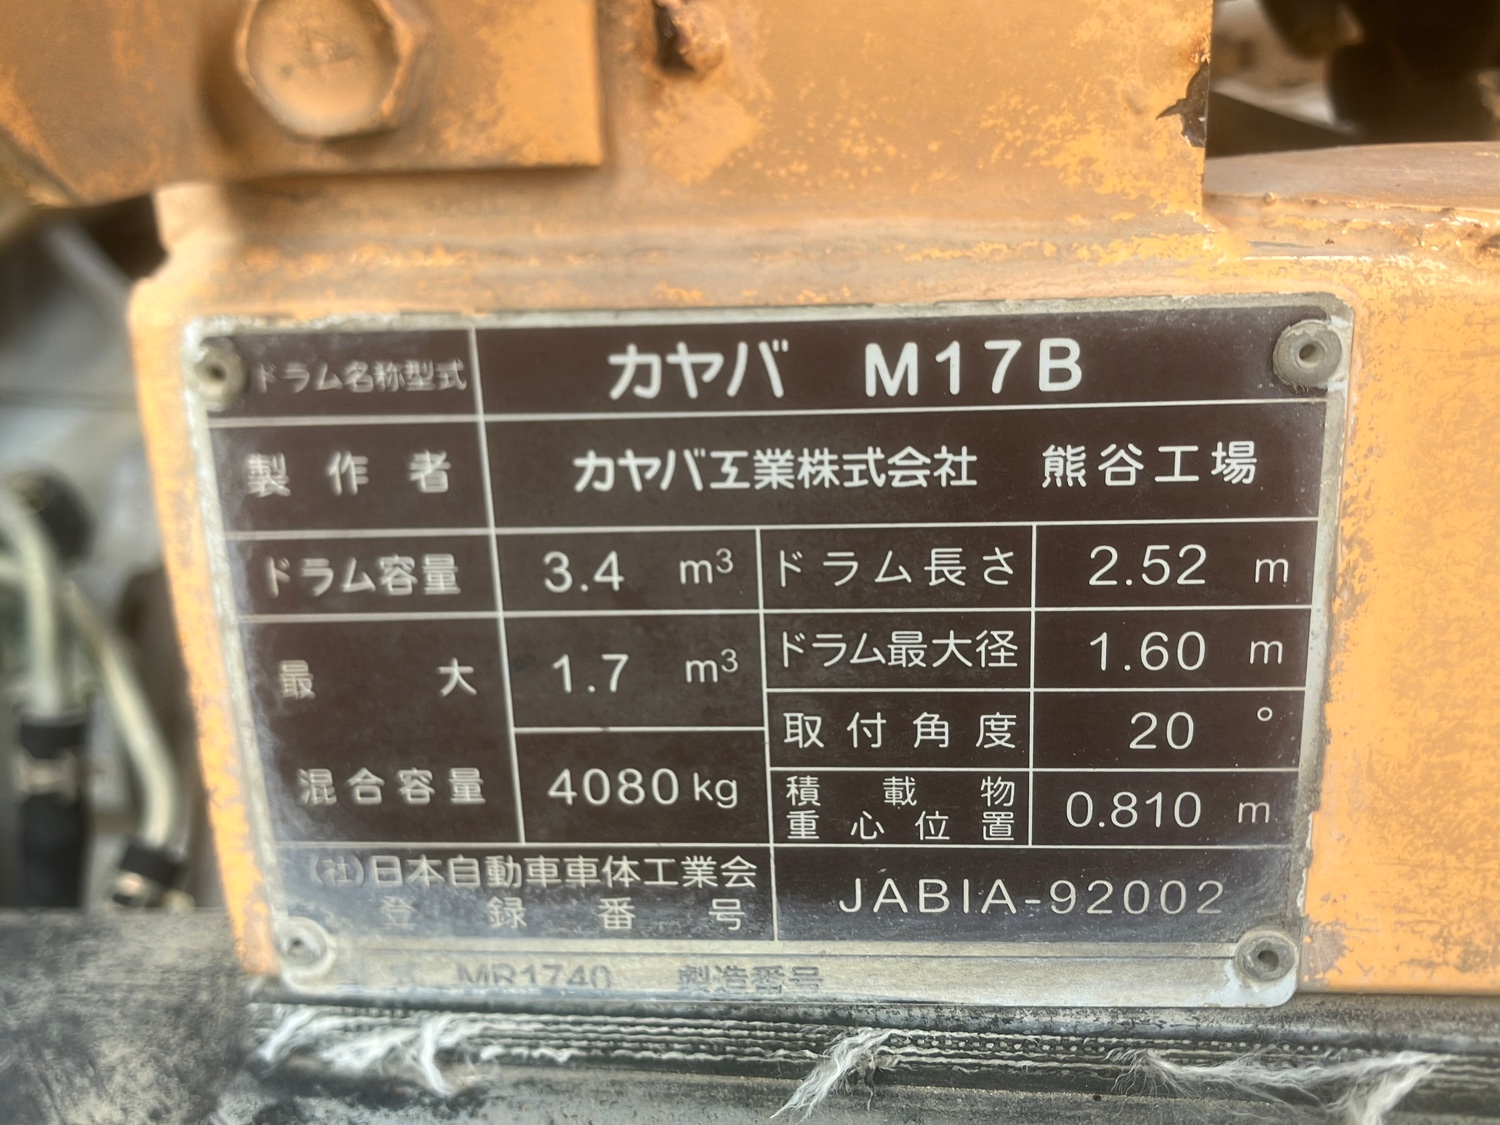 ドラム名称型式 カヤバ M17B
製作者 カヤバ工業株式会社 熊谷工場
ドラム容量 3.4 m³ ドラム長さ 2.52 m
最大混合容量 1.7 m³ ドラム最大径 1.60 m
取付角度 20°
4080kg 積載物重心位置 0.810 m
(社)日本自動車車体工業会
登録番号 JABIA-92002
MR1740 製造番号